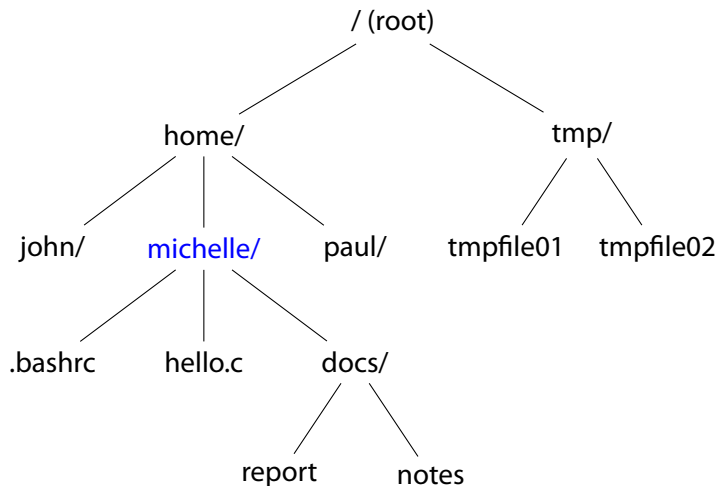 / (root)
home/ tmp/
john/ michelle/ paul/ tmpfile01 tmpfile02
.bashrc hello.c docs/
report notes